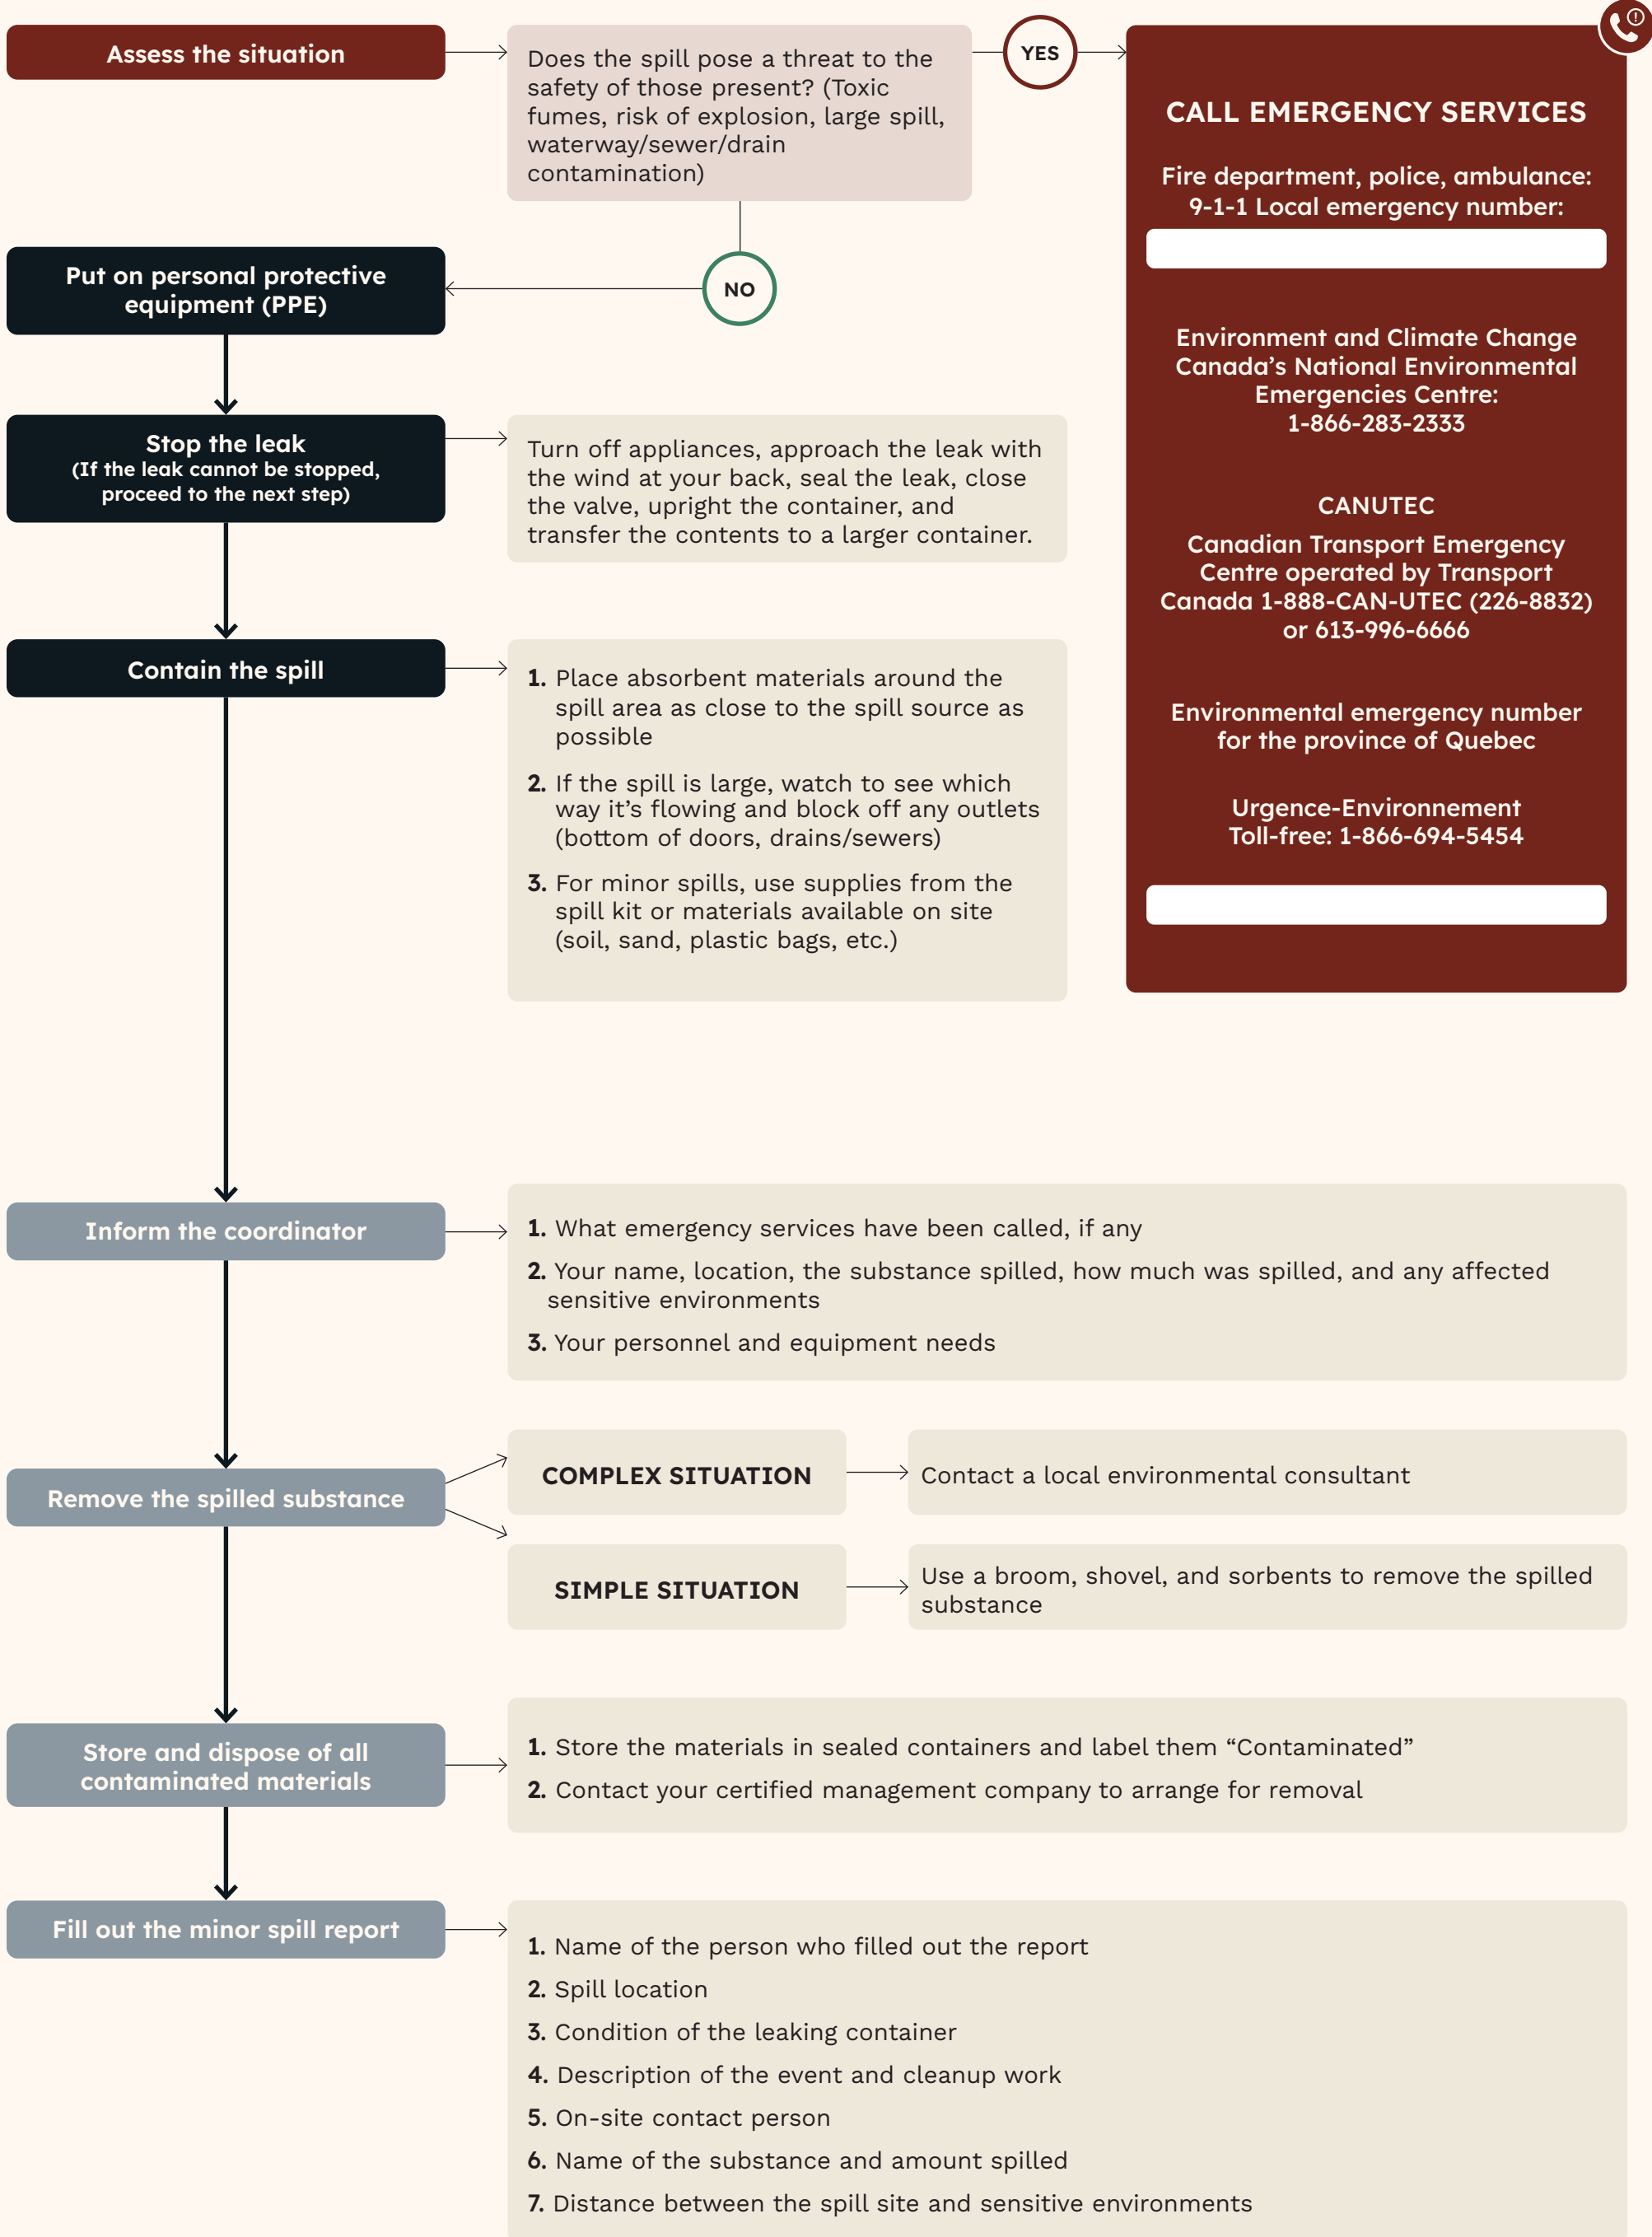 Assess the situation
Does the spill pose a threat to the
safety of those present? (Toxic
fumes, risk of explosion, large spill,
waterway/sewer/drain
contamination)
YES
NO
CALL EMERGENCY SERVICES
Fire department, police, ambulance:
9-1-1 Local emergency number:
Environment and Climate Change
Canada’s National Environmental
Emergencies Centre:
1-866-283-2333
CANUTEC
Canadian Transport Emergency
Centre operated by Transport
Canada 1-888-CAN-UTEC (226-8832)
or 613-996-6666
Environmental emergency number
for the province of Quebec
Urgence-Environnement
Toll-free: 1-866-694-5454
Put on personal protective
equipment (PPE)
Stop the leak
(If the leak cannot be stopped,
proceed to the next step)
Turn off appliances, approach the leak with
the wind at your back, seal the leak, close
the valve, upright the container, and
transfer the contents to a larger container.
Contain the spill
1. Place absorbent materials around the
spill area as close to the spill source as
possible
2. If the spill is large, watch to see which
way it’s flowing and block off any outlets
(bottom of doors, drains/sewers)
3. For minor spills, use supplies from the
spill kit or materials available on site
(soil, sand, plastic bags, etc.)
Inform the coordinator
1. What emergency services have been called, if any
2. Your name, location, the substance spilled, how much was spilled, and any affected
sensitive environments
3. Your personnel and equipment needs
Remove the spilled substance
COMPLEX SITUATION
Contact a local environmental consultant
SIMPLE SITUATION
Use a broom, shovel, and sorbents to remove the spilled
substance
Store and dispose of all
contaminated materials
1. Store the materials in sealed containers and label them “Contaminated”
2. Contact your certified management company to arrange for removal
Fill out the minor spill report
1. Name of the person who filled out the report
2. Spill location
3. Condition of the leaking container
4. Description of the event and cleanup work
5. On-site contact person
6. Name of the substance and amount spilled
7. Distance between the spill site and sensitive environments